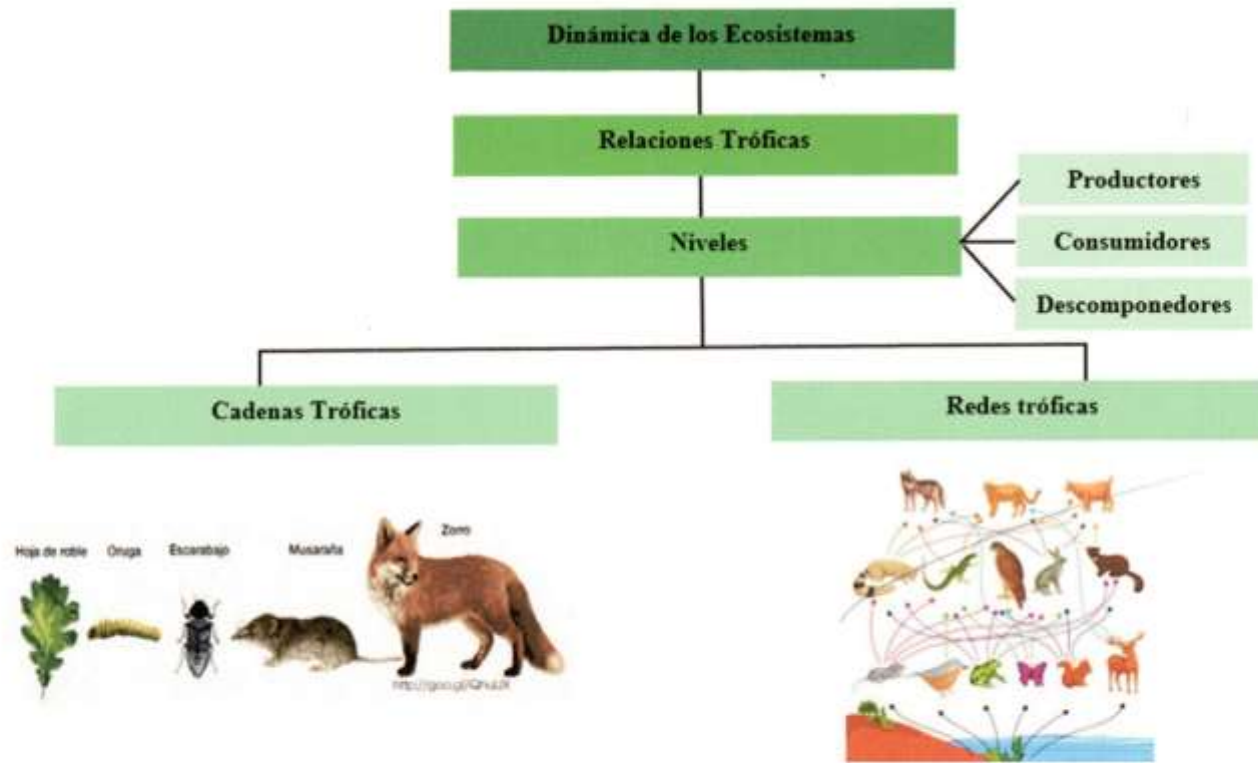 Dinámica de los Ecosistemas
Relaciones Tróficas
Niveles
Productores
Consumidores
Descomponedores
Cadenas Tróficas
Redes tróficas
Hoja de roble
Oruga
Escarabajo
Musaraña
Zorro